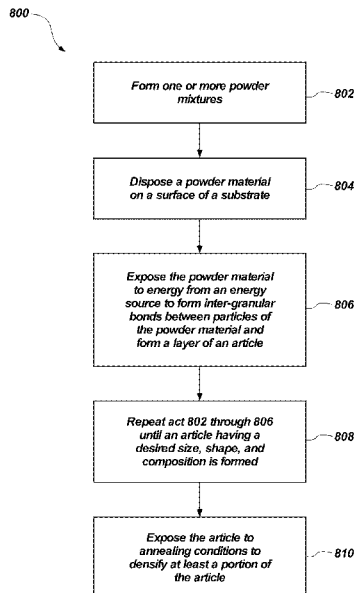 800
Form one or more powder
mixtures
802
Dispose a powder material
on a surface of a substrate
804
Expose the powder material
to energy from an energy
source to form inter-granular
bonds between particles of
the powder material and
form a layer of an article
806
Repeat act 802 through 806
until an article having a
desired size, shape, and
composition is formed
808
Expose the article to
annealing conditions to
densify at least a portion of
the article
810